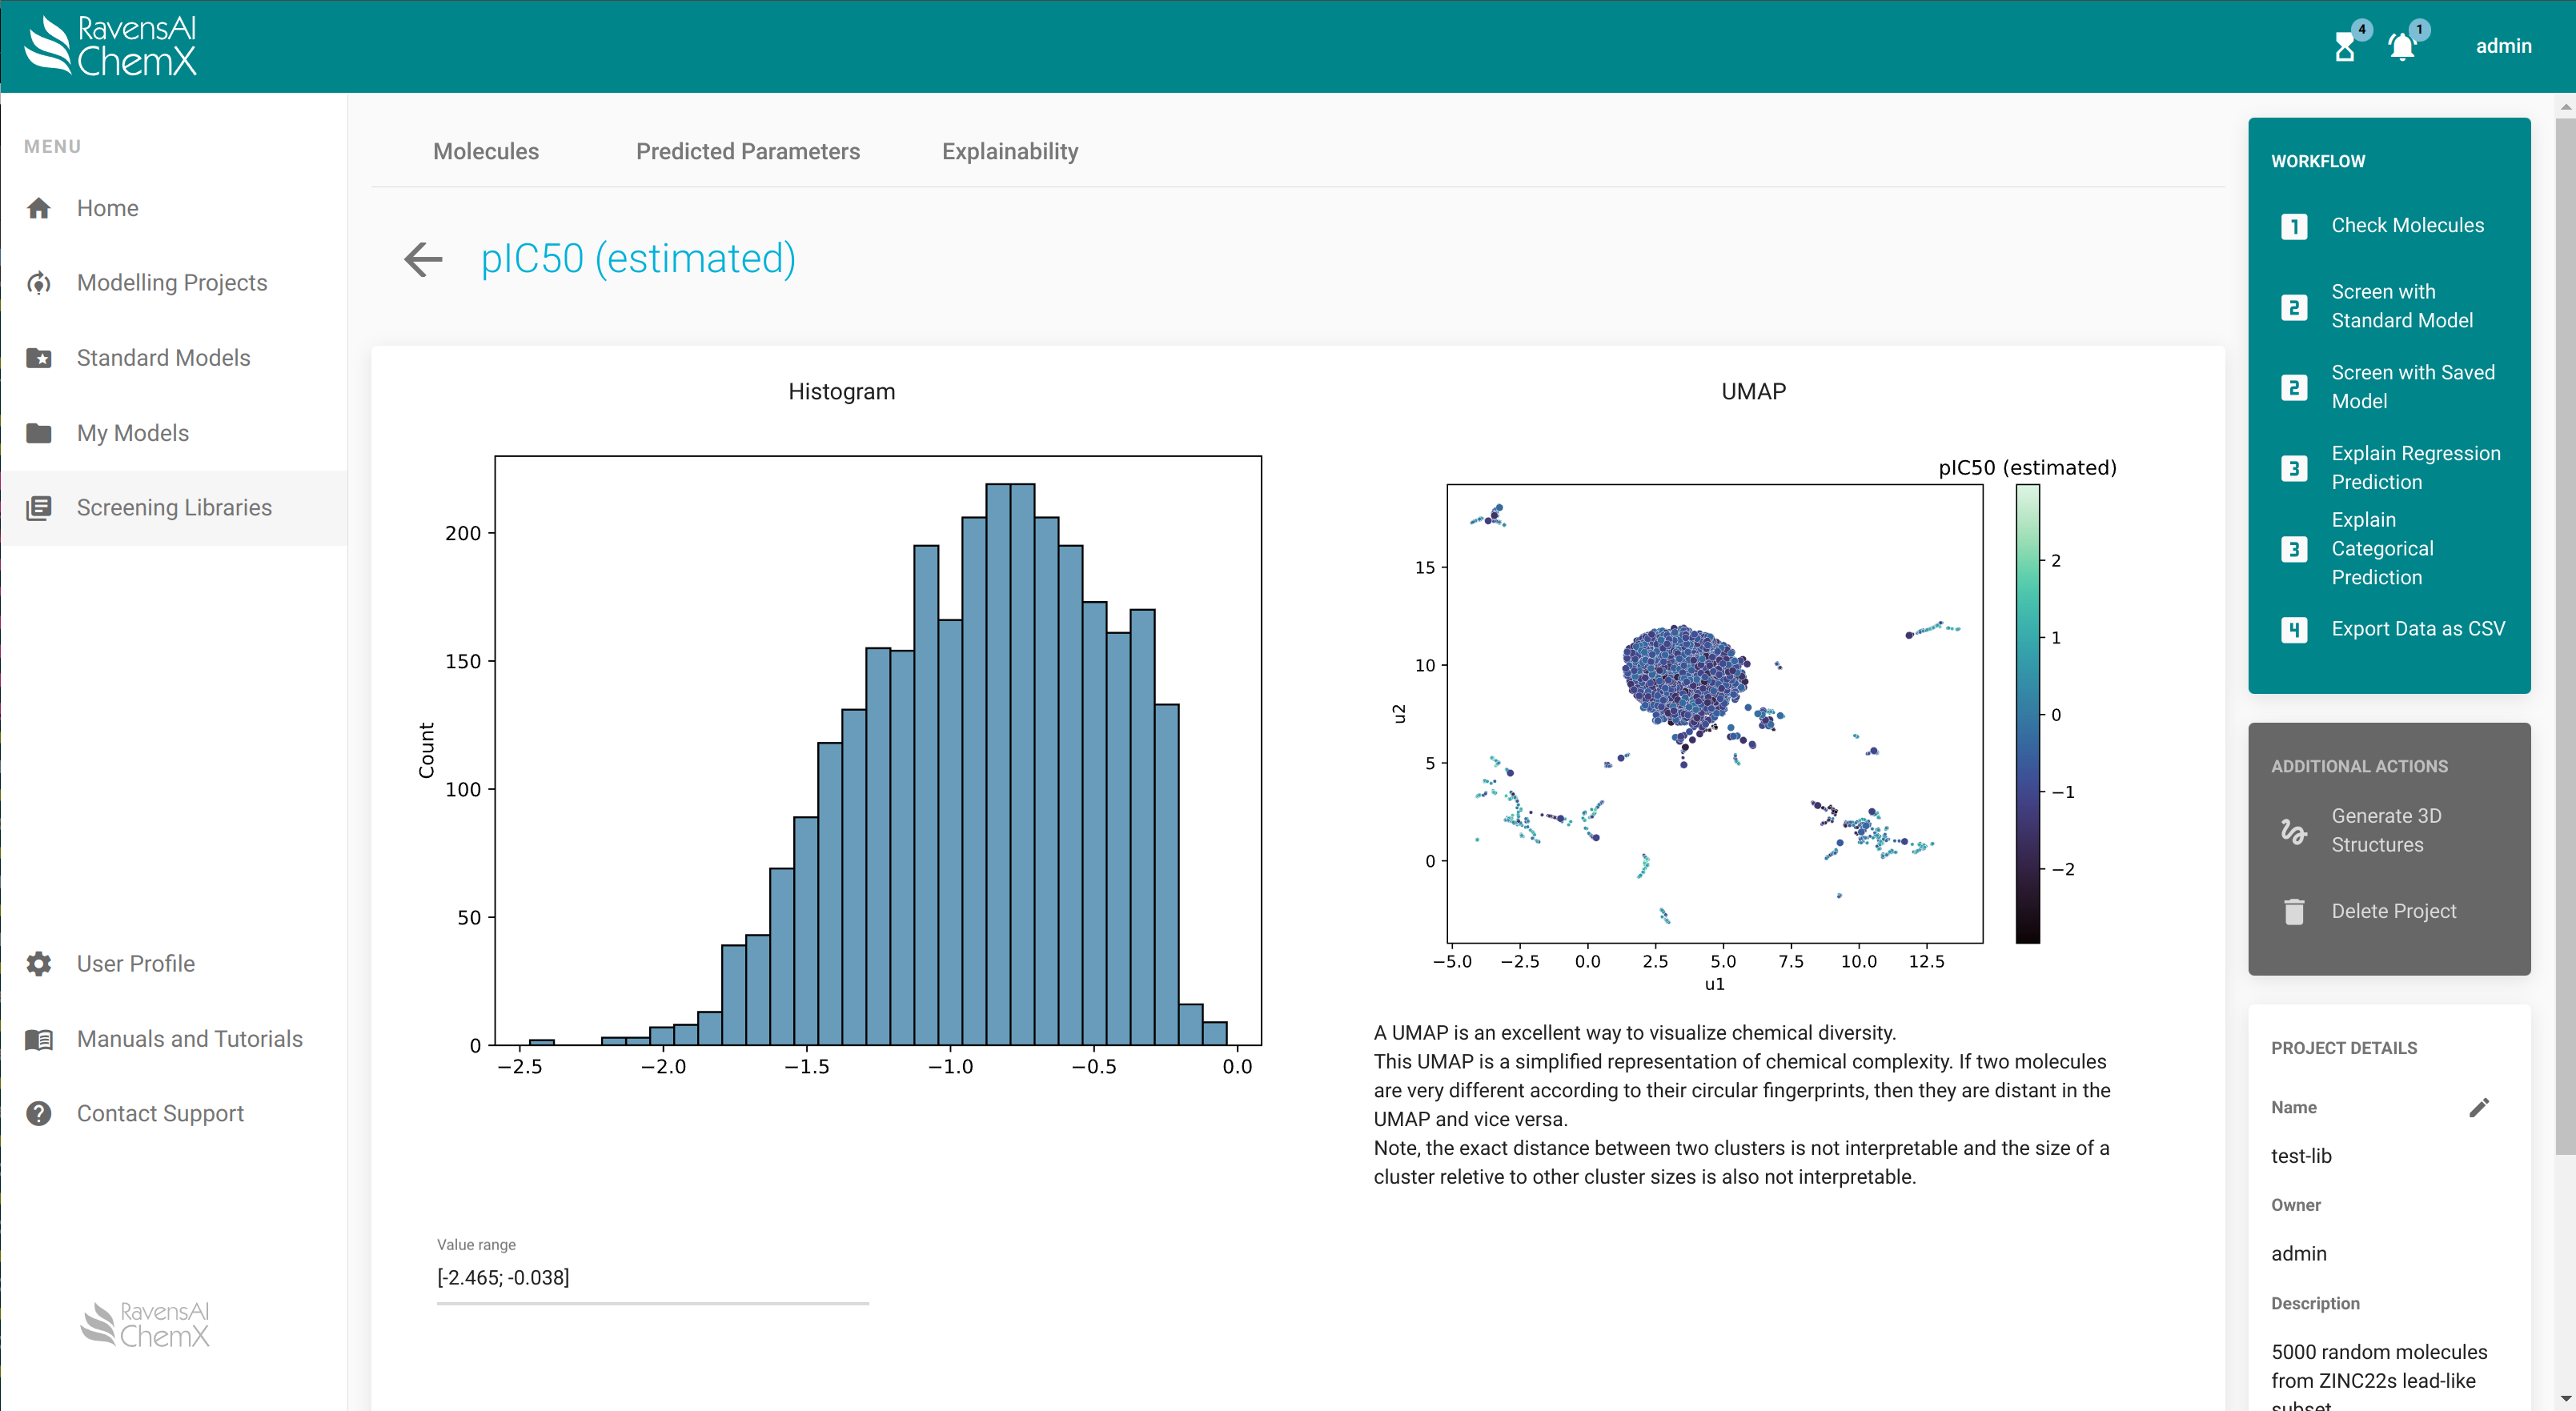 RavensAI
ChemX
4
1
admin
MENU
Home
Modelling Projects
Standard Models
My Models
Screening Libraries
User Profile
Manuals and Tutorials
Contact Support
RavensAI
ChemX
Molecules
Predicted Parameters
Explainability
pIC50 (estimated)
Histogram
Count
200
150
100
50
0
−2.5
−2.0
−1.5
−1.0
−0.5
0.0
Value range
[-2.465; -0.038]
UMAP
pIC50 (estimated)
u2
15
10
5
0
−5.0
−2.5
0.0
2.5
5.0
7.5
10.0
12.5
u1
2
1
0
−1
−2
A UMAP is an excellent way to visualize chemical diversity.
This UMAP is a simplified representation of chemical complexity. If two molecules
are very different according to their circular fingerprints, then they are distant in the
UMAP and vice versa.
Note, the exact distance between two clusters is not interpretable and the size of a
cluster reletive to other cluster sizes is also not interpretable.
WORKFLOW
1
Check Molecules
2
Screen with
Standard Model
2
Screen with Saved
Model
3
Explain Regression
Prediction
3
Explain
Categorical
Prediction
4
Export Data as CSV
ADDITIONAL ACTIONS
Generate 3D
Structures
Delete Project
PROJECT DETAILS
Name
test-lib
Owner
admin
Description
5000 random molecules
from ZINC22s lead-like
subset